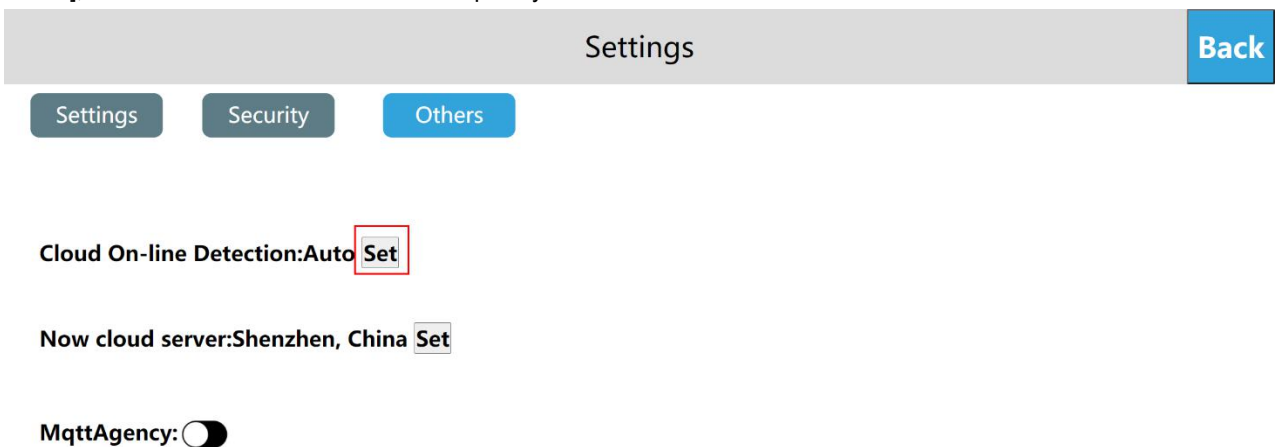 Settings
Back
Settings Security Others
Cloud On-line Detection:Auto Set
Now cloud server:Shenzhen, China Set
MqttAgency: